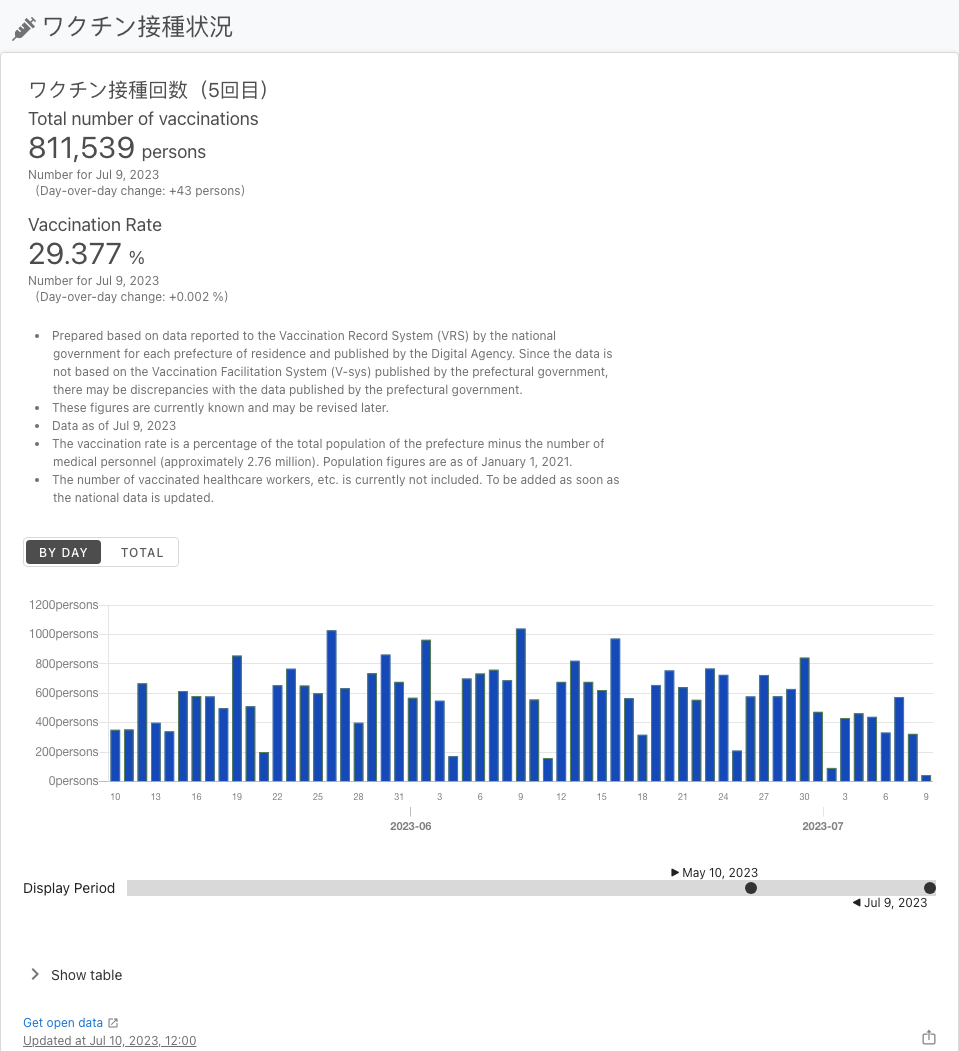 ワクチン接種状況
ワクチン接種回数（5回目）
Total number of vaccinations
811,539 persons
Number for Jul 9, 2023
(Day-over-day change: +43 persons)
Vaccination Rate
29.377 %
Number for Jul 9, 2023
(Day-over-day change: +0.002 %)
• Prepared based on data reported to the Vaccination Record System (VRS) by the national
government for each prefecture of residence and published by the Digital Agency. Since the data is
not based on the Vaccination Facilitation System (V-sys) published by the prefectural government,
there may be discrepancies with the data published by the prefectural government.
• These figures are currently known and may be revised later.
• Data as of Jul 9, 2023
• The vaccination rate is a percentage of the total population of the prefecture minus the number of
medical personnel (approximately 2.76 million). Population figures are as of January 1, 2021.
• The number of vaccinated healthcare workers, etc. is currently not included. To be added as soon as
the national data is updated.
BY DAY TOTAL
1200persons
1000persons
800persons
600persons
400persons
200persons
0persons
10 13 16 19 22 25 28 31 3 6 9 12 15 18 21 24 27 30 3 6 9
2023-06 2023-07
▶ May 10, 2023
Display Period
◀ Jul 9, 2023
Show table
Get open data
Updated at Jul 10, 2023, 12:00